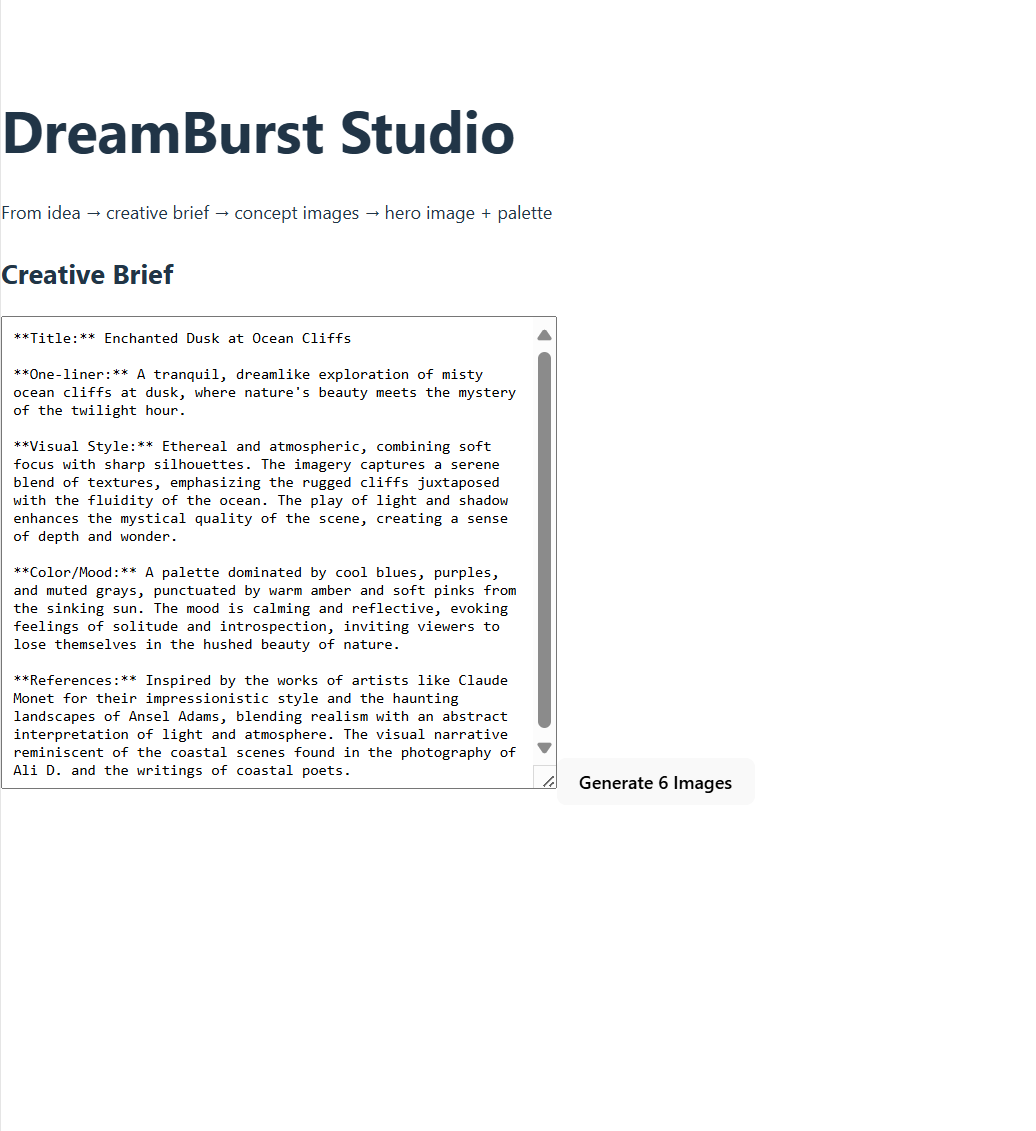 DreamBurst Studio
From idea → creative brief → concept images → hero image + palette
Creative Brief
**Title:** Enchanted Dusk at Ocean Cliffs
**One-liner:** A tranquil, dreamlike exploration of misty
ocean cliffs at dusk, where nature's beauty meets the mystery
of the twilight hour.
**Visual Style:** Ethereal and atmospheric, combining soft
focus with sharp silhouettes. The imagery captures a serene
blend of textures, emphasizing the rugged cliffs juxtaposed
with the fluidity of the ocean. The play of light and shadow
enhances the mystical quality of the scene, creating a sense
of depth and wonder.
**Color/Mood:** A palette dominated by cool blues, purples,
and muted grays, punctuated by warm amber and soft pinks from
the sinking sun. The mood is calming and reflective, evoking
feelings of solitude and introspection, inviting viewers to
lose themselves in the hushed beauty of nature.
**References:** Inspired by the works of artists like Claude
Monet for their impressionistic style and the haunting
landscapes of Ansel Adams, blending realism with an abstract
interpretation of light and atmosphere. The visual narrative
reminiscent of the coastal scenes found in the photography of
Ali D. and the writings of coastal poets.
Generate 6 Images